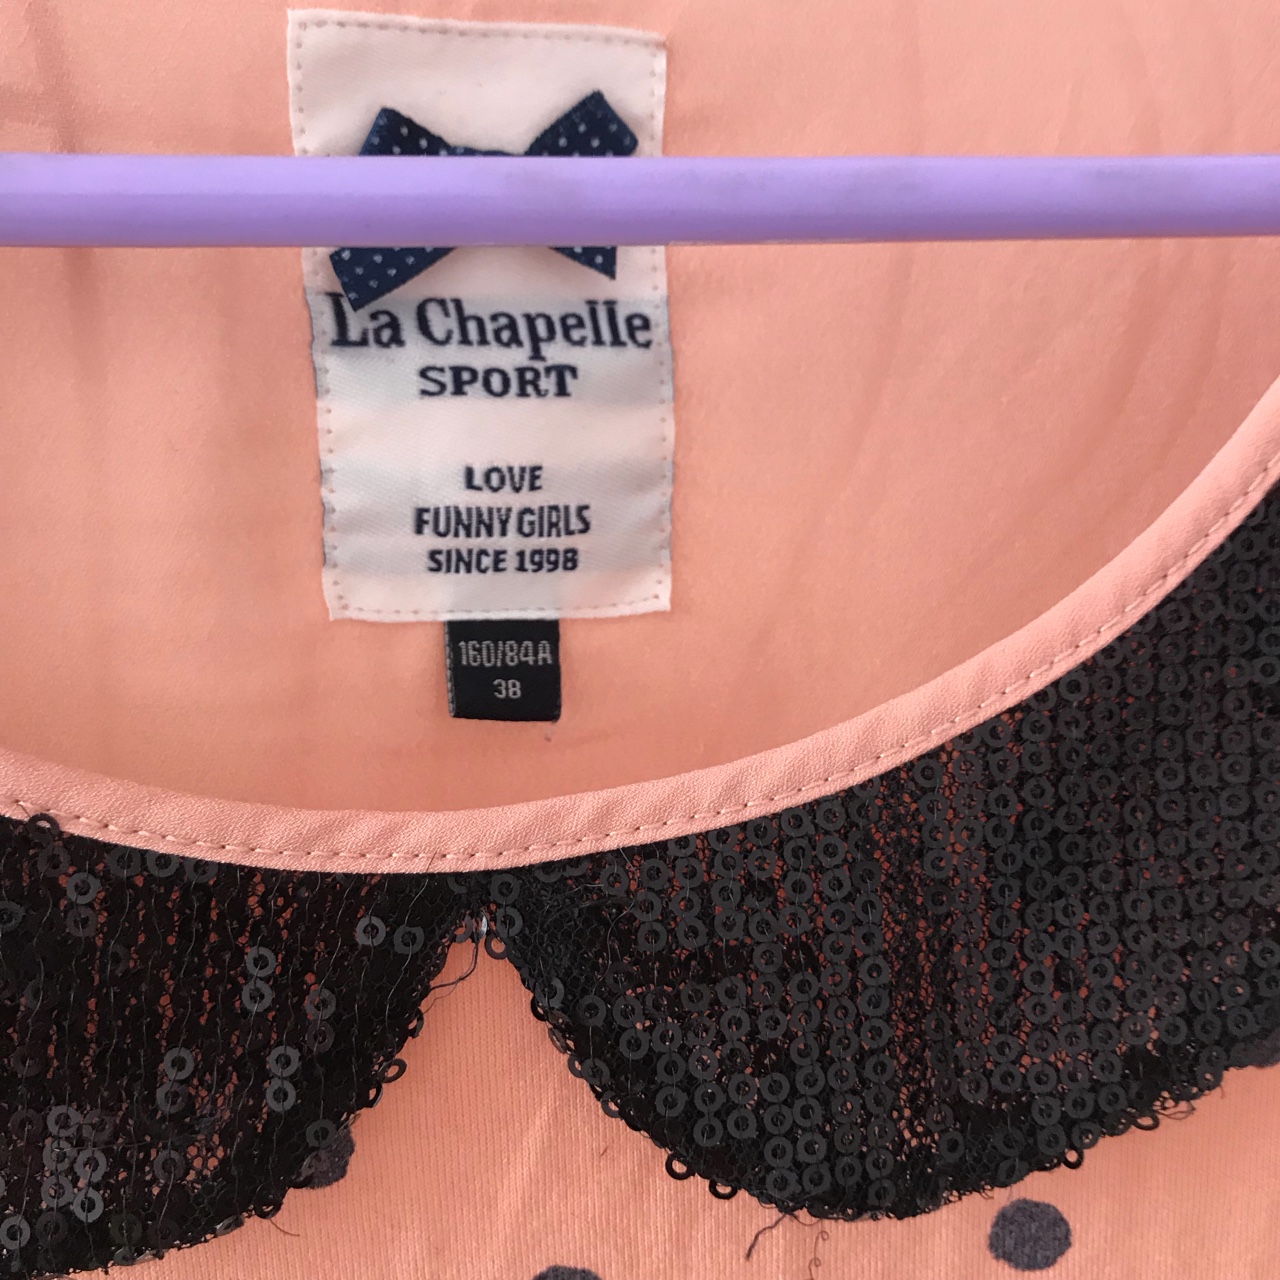 La Chapelle
SPORT
LOVE
FUNNY GIRLS
SINCE 1998
160/84A
38